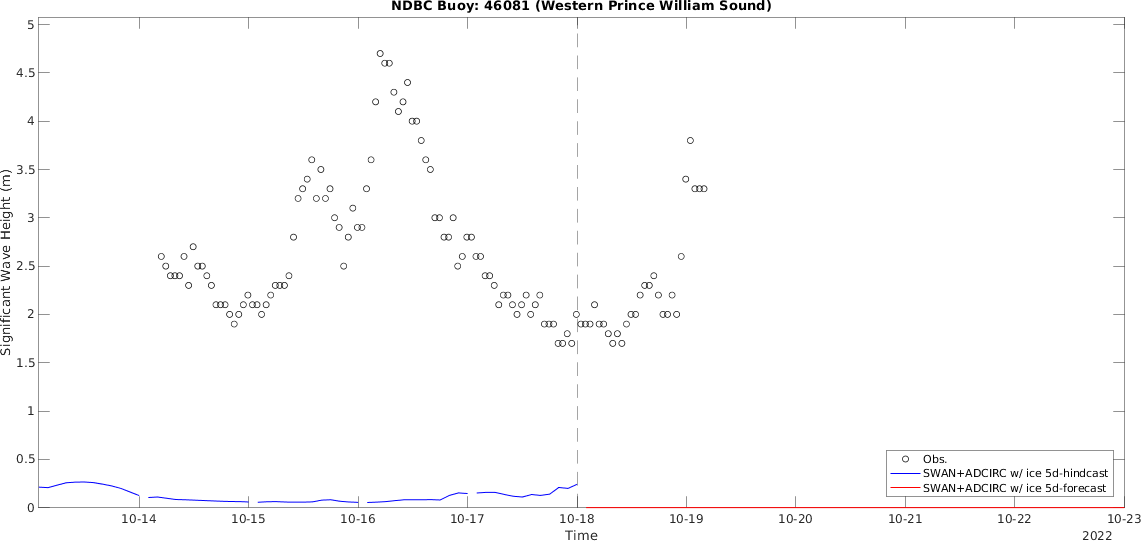 NDBC Buoy: 46081 (Western Prince William Sound)
5
4.5
4
3.5
3
2.5
2
1.5
1
0.5
0
Significant Wave Height (m)
Obs.
SWAN+ADCIRC w/ ice 5d-hindcast
SWAN+ADCIRC w/ ice 5d-forecast
10-14 10-15 10-16 10-17 10-18 10-19 10-20 10-21 10-22 10-23
Time
2022